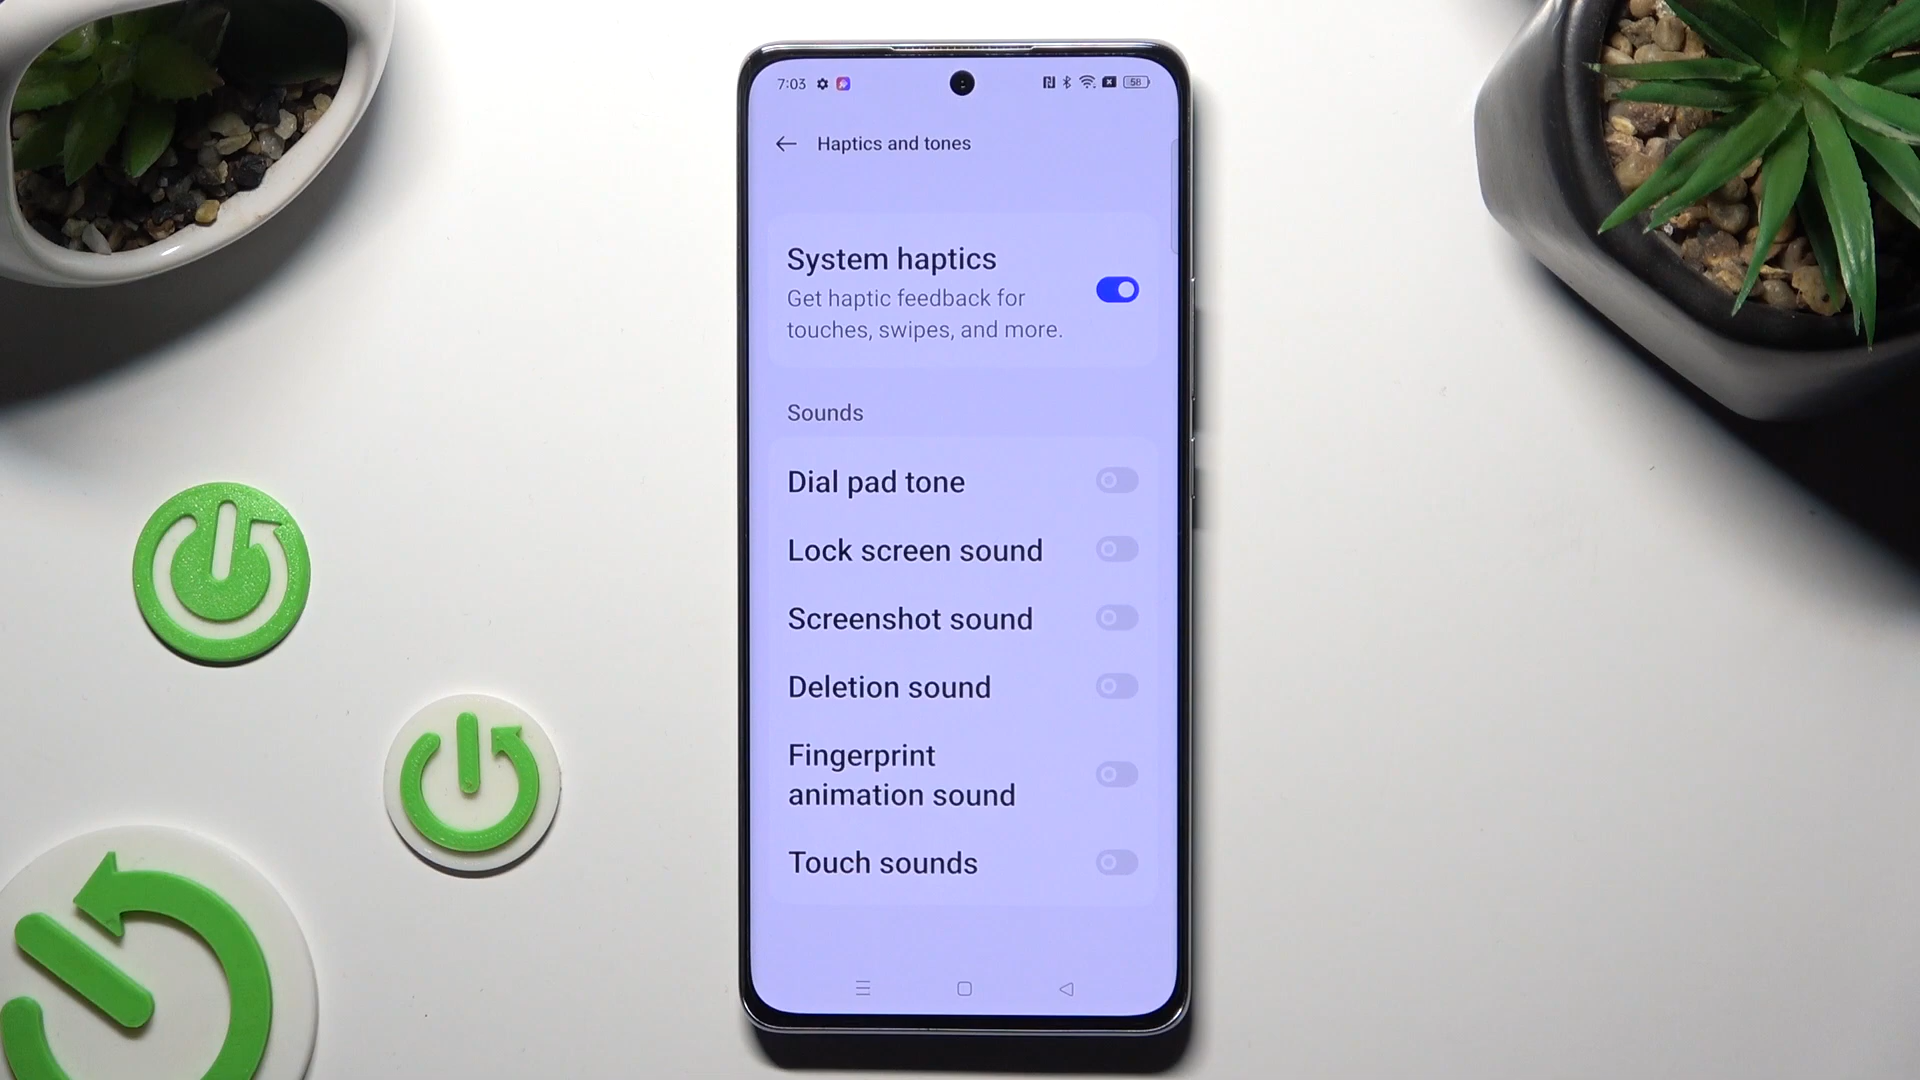 7:03 58
Haptics and tones
System haptics
Get haptic feedback for
touches, swipes, and more.
Sounds
Dial pad tone
Lock screen sound
Screenshot sound
Deletion sound
Fingerprint
animation sound
Touch sounds